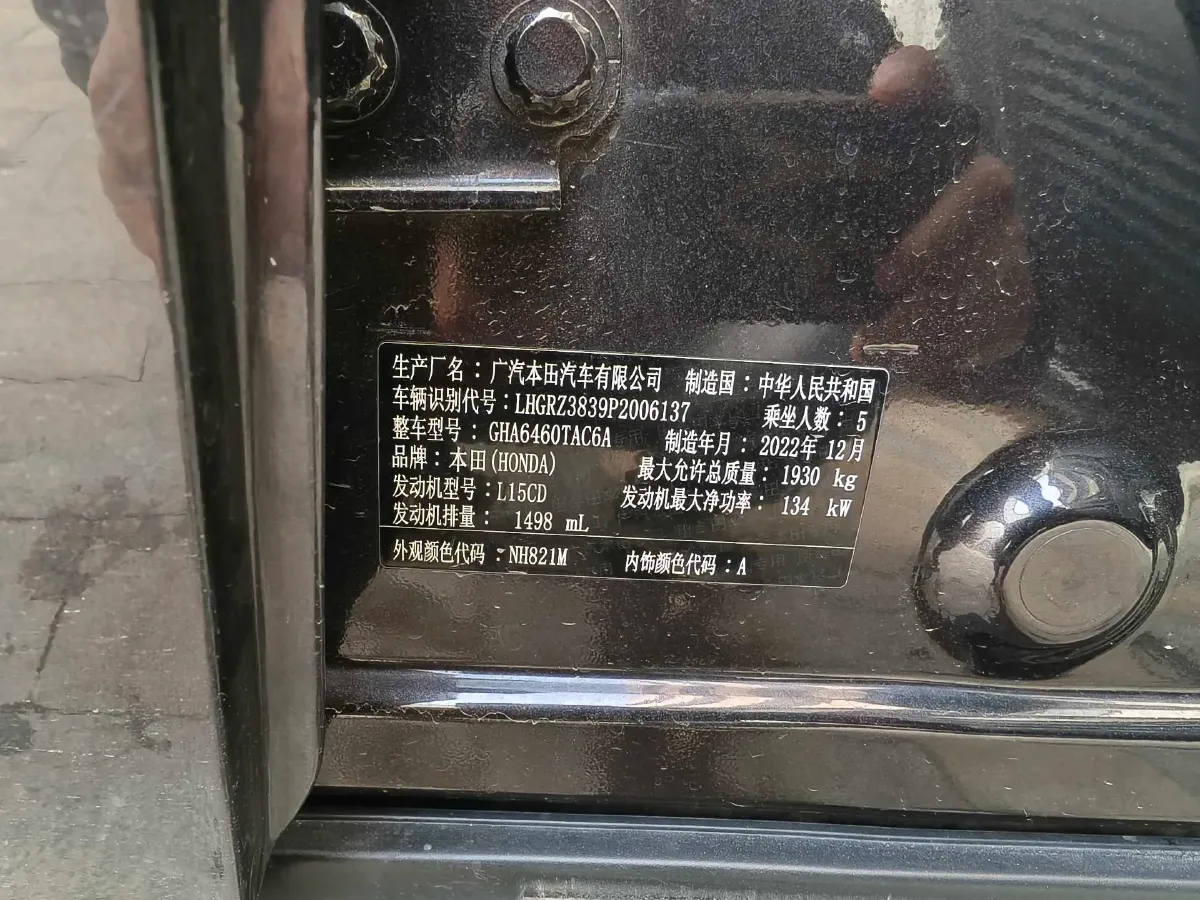 生产厂名：广汽本田汽车有限公司 制造国：中华人民共和国
车辆识别代号：LHGRZ3839P2006137 乘坐人数：5
整车型号：GHA6460TAC6A 制造年月：2022年12月
品牌：本田(HONDA) 最大允许总质量：1930 kg
发动机型号：L15CD 发动机最大净功率：134 kW
发动机排量：1498 mL
外观颜色代码：NH821M 内饰颜色代码：A